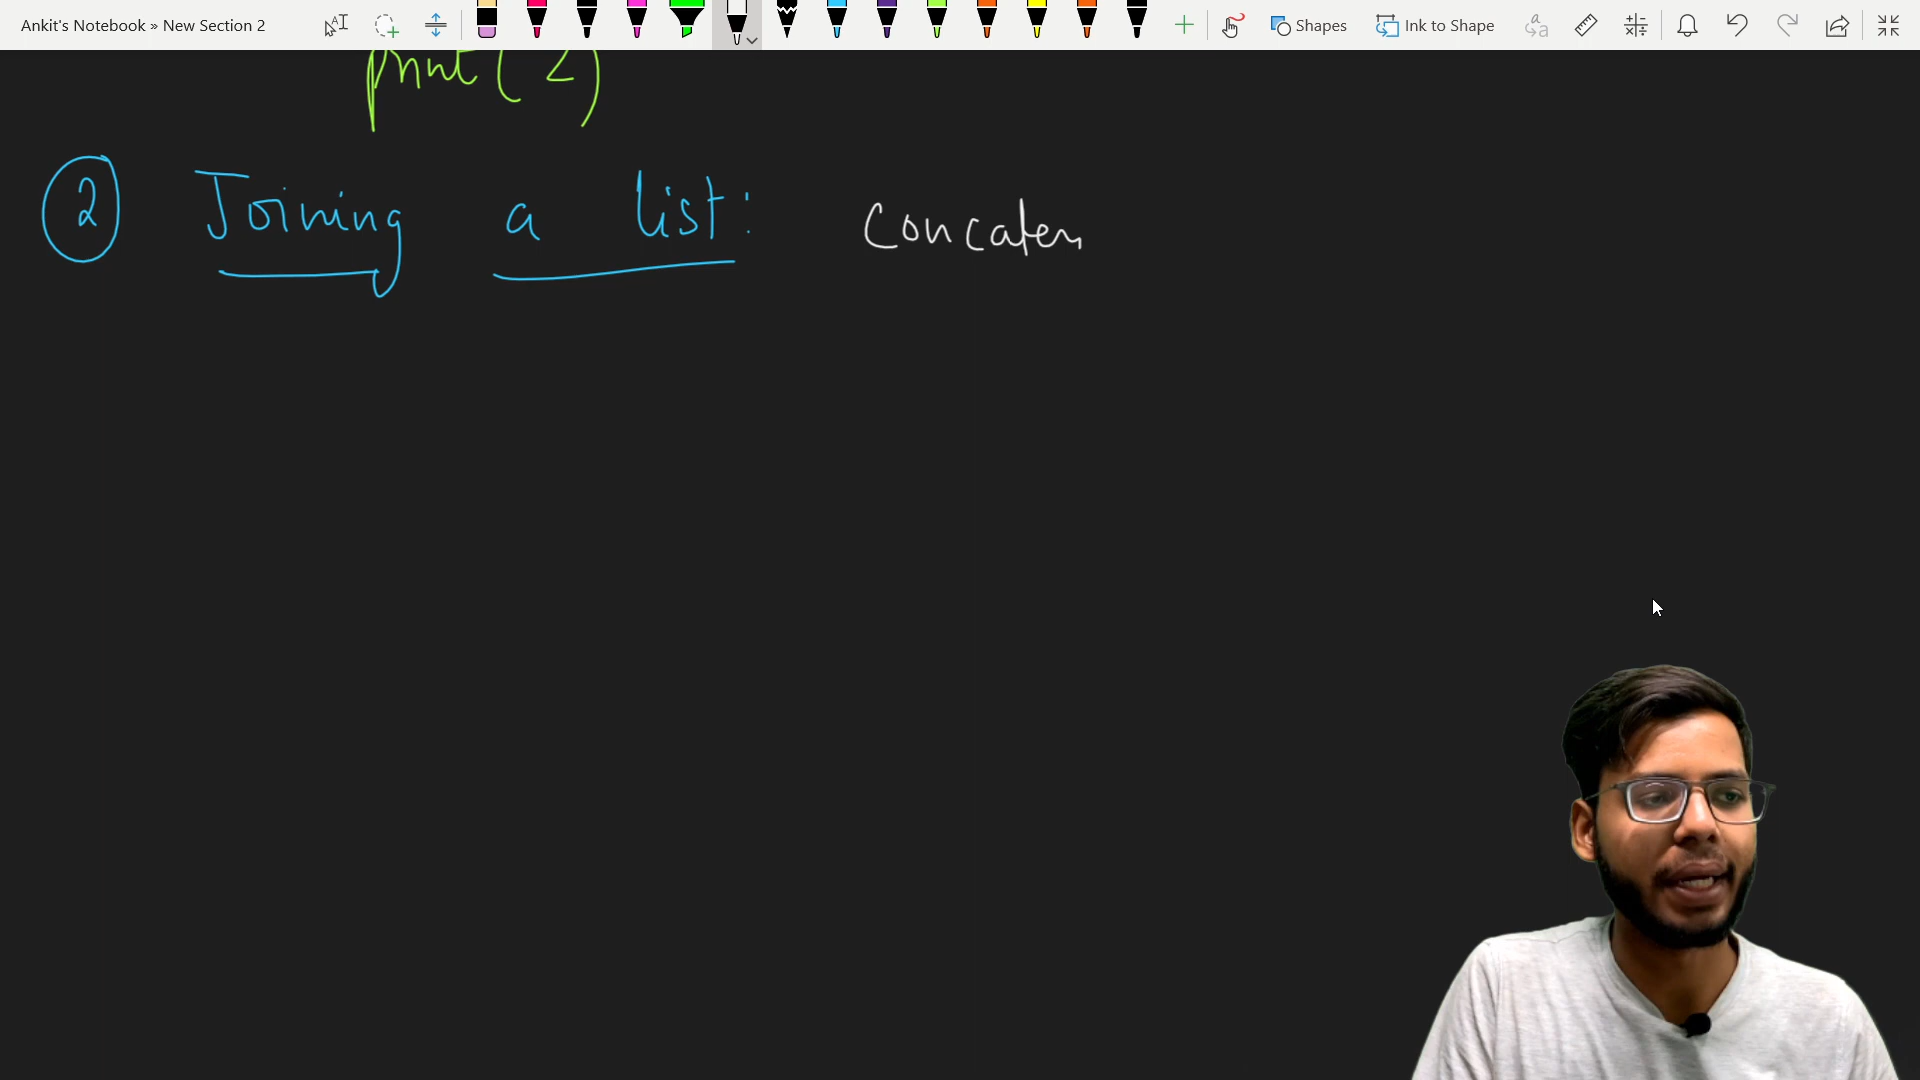 Ankit's Notebook » New Section 2
Shapes
Ink to Shape
print( 2)
2 Joining a list: Concaten